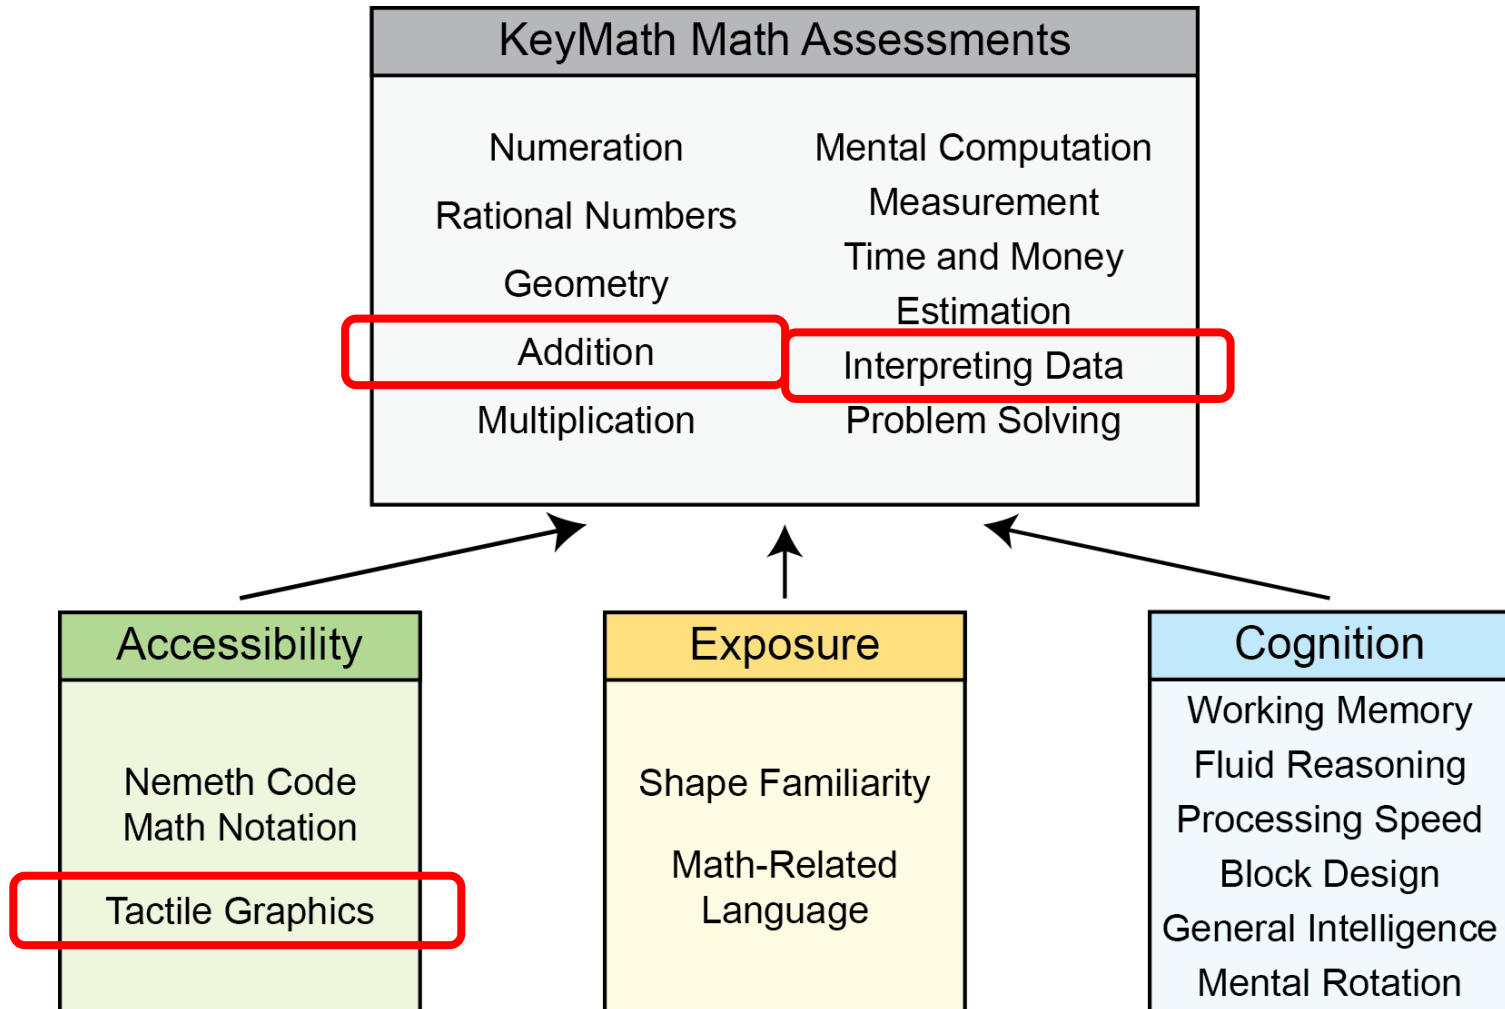 KeyMath Math Assessments
Numeration
Rational Numbers
Geometry
Addition
Multiplication
Mental Computation
Measurement
Time and Money
Estimation
Interpreting Data
Problem Solving
Accessibility
Nemeth Code
Math Notation
Tactile Graphics
Exposure
Shape Familiarity
Math-Related
Language
Cognition
Working Memory
Fluid Reasoning
Processing Speed
Block Design
General Intelligence
Mental Rotation